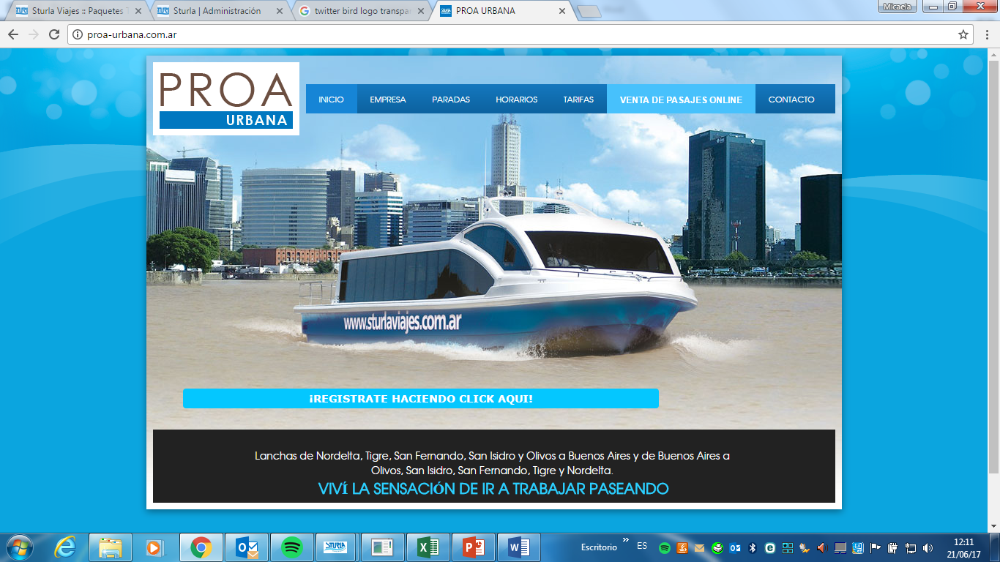 Sturla Viajes :: Paquetes T
Sturla | Administración
twitter bird logo transpa
PROA URBANA
Micaela
proa-urbana.com.ar
PROA
URBANA
INICIO
EMPRESA
PARADAS
HORARIOS
TARIFAS
VENTA DE PASAJES ONLINE
CONTACTO
www.sturlaviajes.com.ar
¡REGISTRATE HACIENDO CLICK AQUI!
Lanchas de Nordelta, Tigre, San Fernando, San Isidro y Olivos a Buenos Aires y de Buenos Aires a
Olivos, San Isidro, San Fernando, Tigre y Nordelta.
VIVÍ LA SENSACIÓN DE IR A TRABAJAR PASEANDO
STURLA
Escritorio
»
ES
12:11
21/06/17